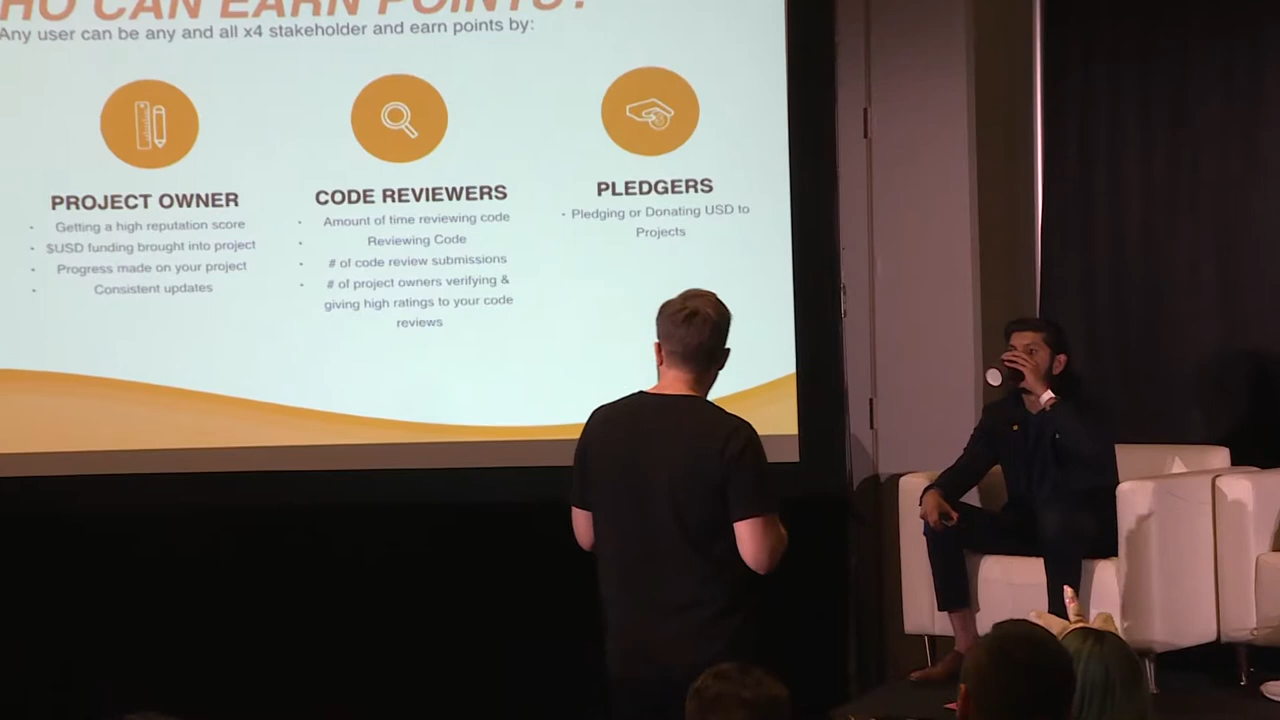 HO CAN EARN POINTS?
Any user can be any and all x4 stakeholder and earn points by:
PROJECT OWNER
• Getting a high reputation score
• $USD funding brought into project
• Progress made on your project
• Consistent updates
CODE REVIEWERS
• Amount of time reviewing code
• Reviewing Code
• # of code review submissions
• # of project owners verifying &
giving high ratings to your code
reviews
PLEDGERS
• Pledging or Donating USD to
Projects